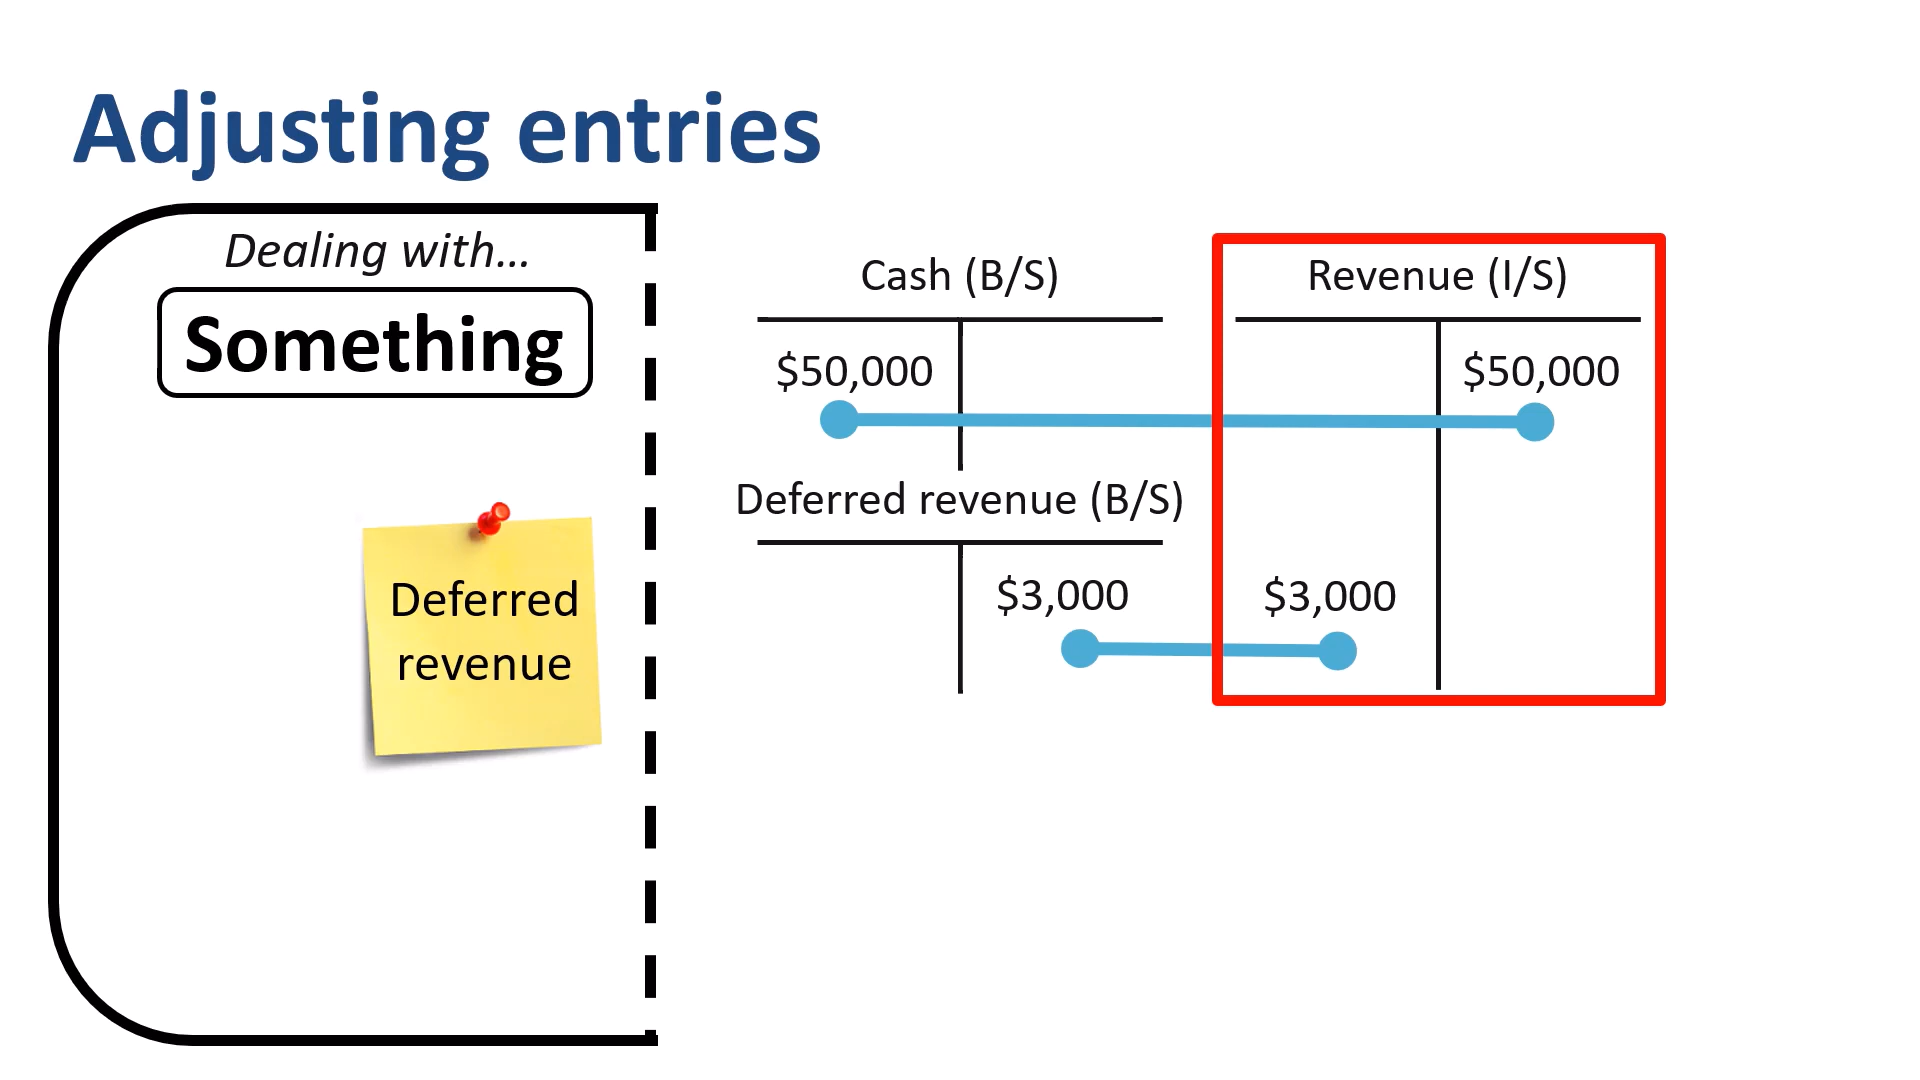 Adjusting entries
Dealing with...
Something
Deferred
revenue
Cash (B/S)
$50,000
Revenue (I/S)
$50,000
Deferred revenue (B/S)
$3,000
$3,000